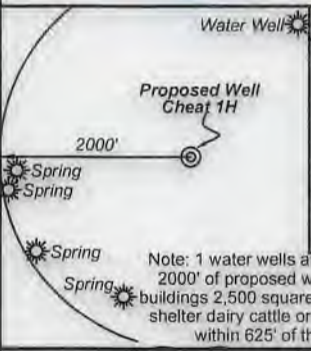 Water Well
Proposed Well
Cheat 1H
2000'
Spring
Spring
Spring
Spring
Note: 1 water wells a
2000' of proposed w
buildings 2,500 square
shelter dairy cattle or
within 625' of th